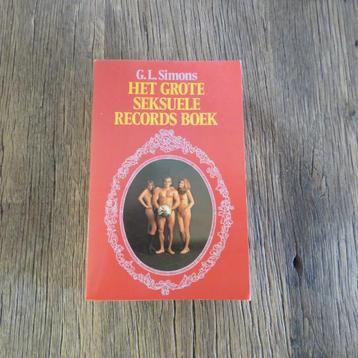 G. L. Simons
HET GROTE
SEKSUELE
RECORDS BOEK